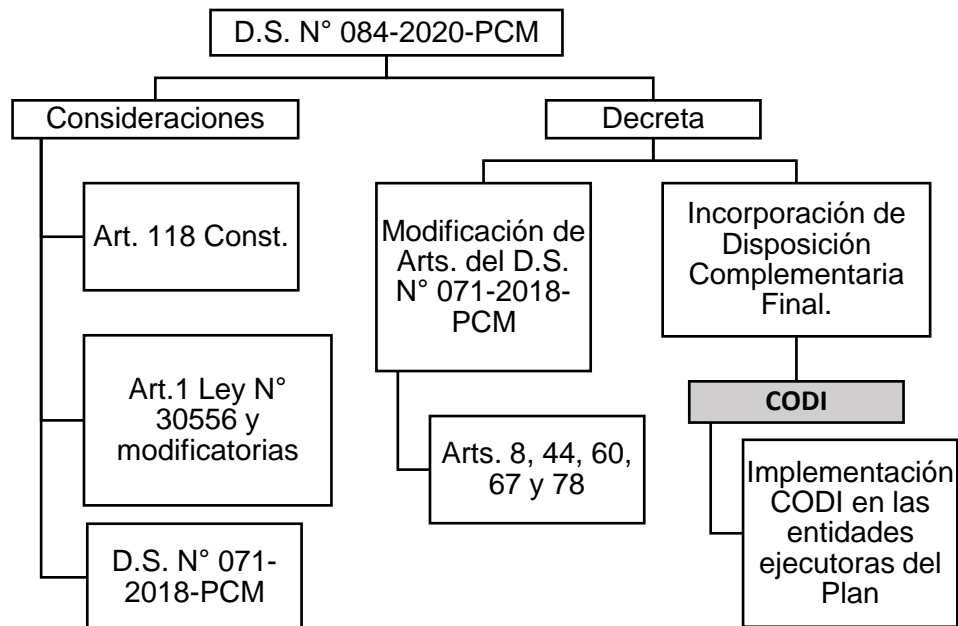 D.S. N° 084-2020-PCM
Consideraciones
Art. 118 Const.
Art.1 Ley N°
30556 y
modificatorias
D.S. N° 071-
2018-PCM
Decreta
Modificación de
Arts. del D.S.
N° 071-2018-
PCM
Arts. 8, 44, 60,
67 y 78
Incorporación de
Disposición
Complementaria
Final.
CODI
Implementación
CODI en las
entidades
ejecutoras del
Plan